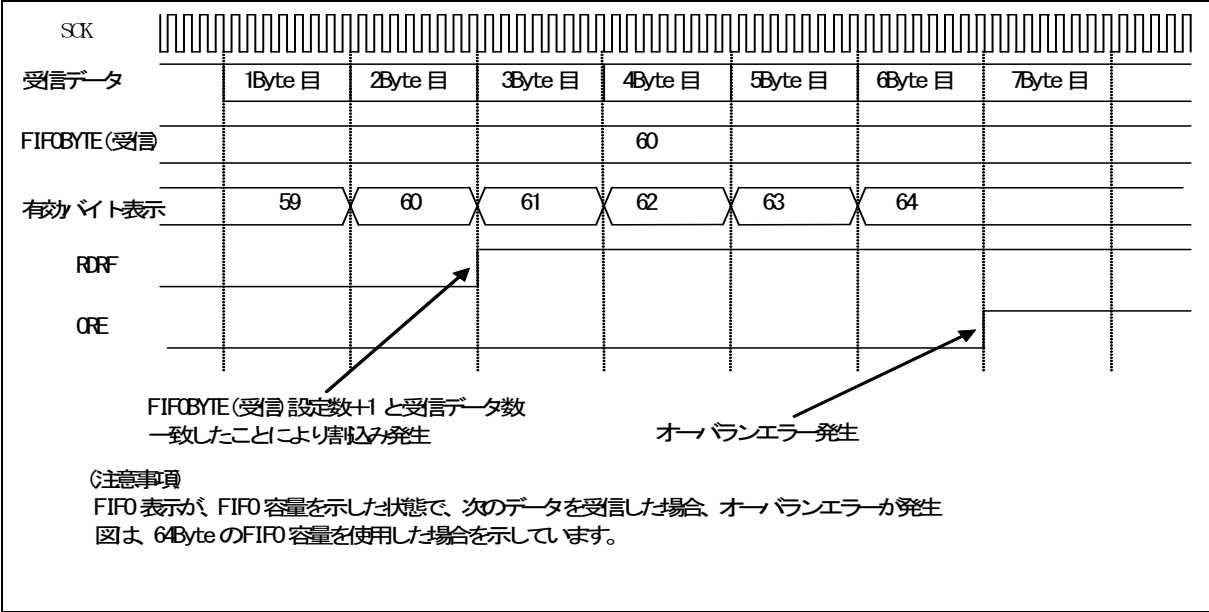 SCK
受信データ 1Byte 目 2Byte 目 3Byte 目 4Byte 目 5Byte 目 6Byte 目 7Byte 目
FIFOBYTE(受信) 60
有効バイト表示 59 60 61 62 63 64
RDRF
ORE
FIFOBYTE(受信)設定数+1 と受信データ数
一致したことにより割込み発生
オーバランエラー発生
(注意事項)
FIFO 表示が、FIFO 容量を示した状態で、次のデータを受信した場合、オーバランエラーが発生
図は、64Byte のFIFO 容量を使用した場合を示しています。